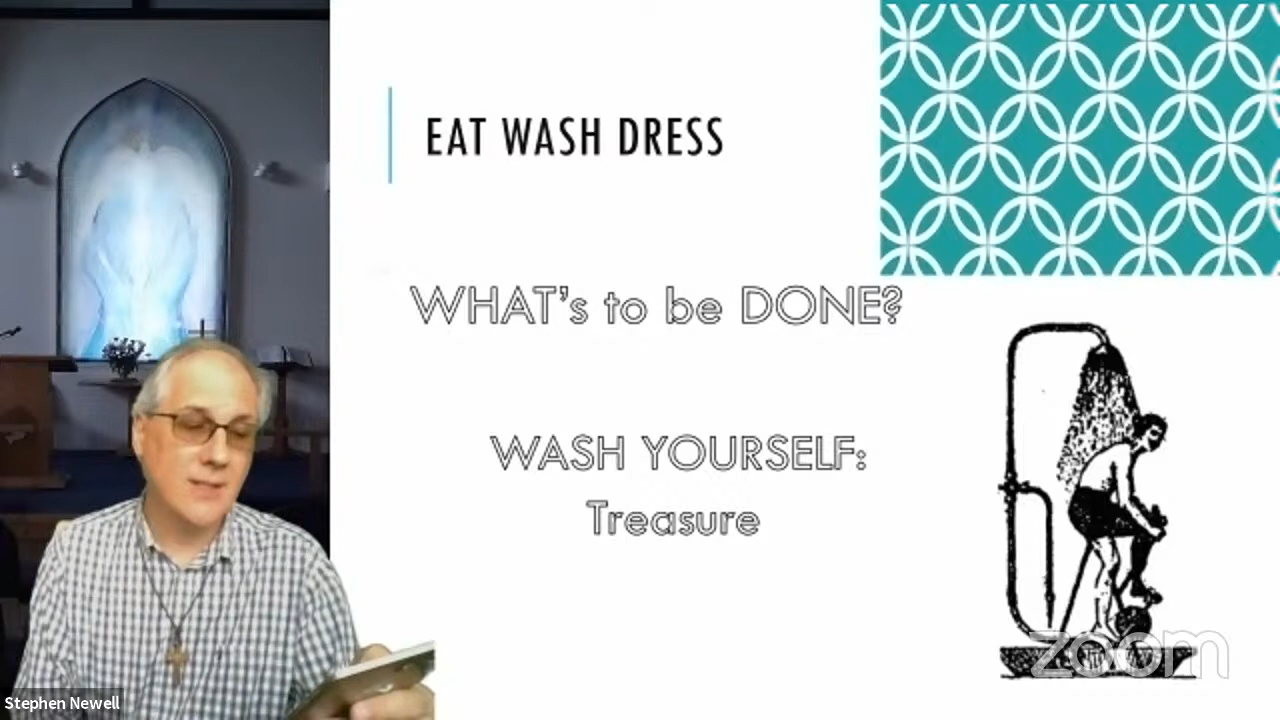 EAT WASH DRESS
WHAT's to be DONE?
WASH YOURSELF:
Treasure
zoom
Stephen Newell